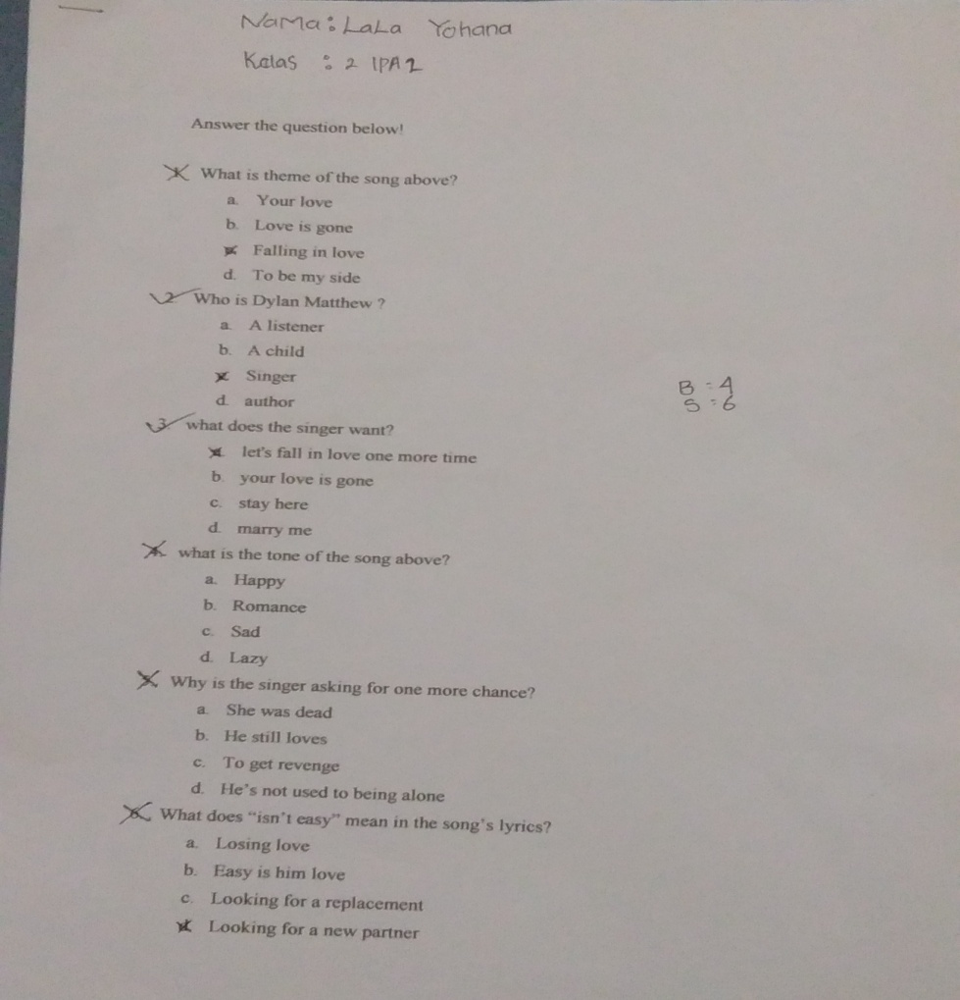 Nama : Lala Yohana
Kelas : 2 IPA 2
Answer the question below!
1. What is theme of the song above?
a. Your love
b. Love is gone
c. Falling in love
d. To be my side
2. Who is Dylan Matthew ?
a. A listener
b. A child
c. Singer
d. author
3. what does the singer want?
a. let's fall in love one more time
b. your love is gone
c. stay here
d. marry me
4. what is the tone of the song above?
a. Happy
b. Romance
c. Sad
d. Lazy
5. Why is the singer asking for one more chance?
a. She was dead
b. He still loves
c. To get revenge
d. He's not used to being alone
6. What does “isn't easy” mean in the song's lyrics?
a. Losing love
b. Easy is him love
c. Looking for a replacement
d. Looking for a new partner
B = 4
S = 6